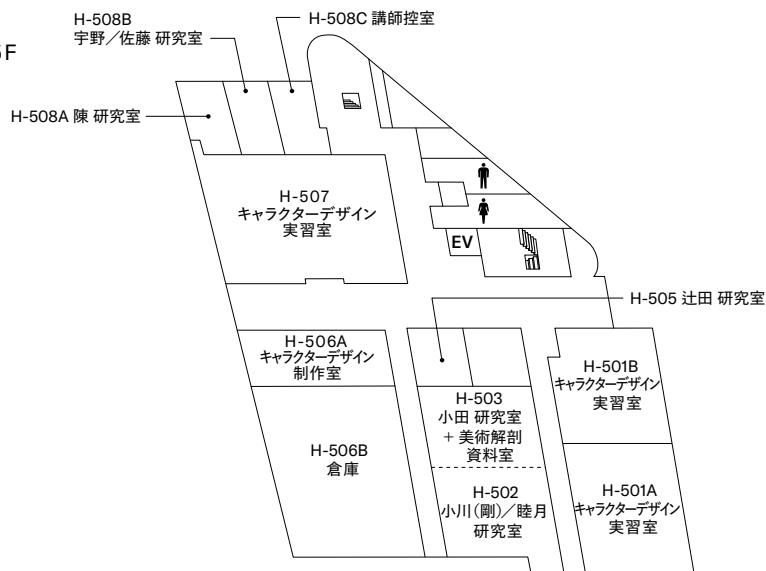 5F
H-508B
宇野／佐藤 研究室
H-508C 講師控室
H-508A 陳 研究室
H-507
キャラクターデザイン
実習室
EV
H-505 辻田 研究室
H-506A
キャラクターデザイン
制作室
H-501B
キャラクターデザイン
実習室
H-503
小田 研究室
+ 美術解剖
資料室
H-506B
倉庫
H-502
小川（剛）／睦月
研究室
H-501A
キャラクターデザイン
実習室